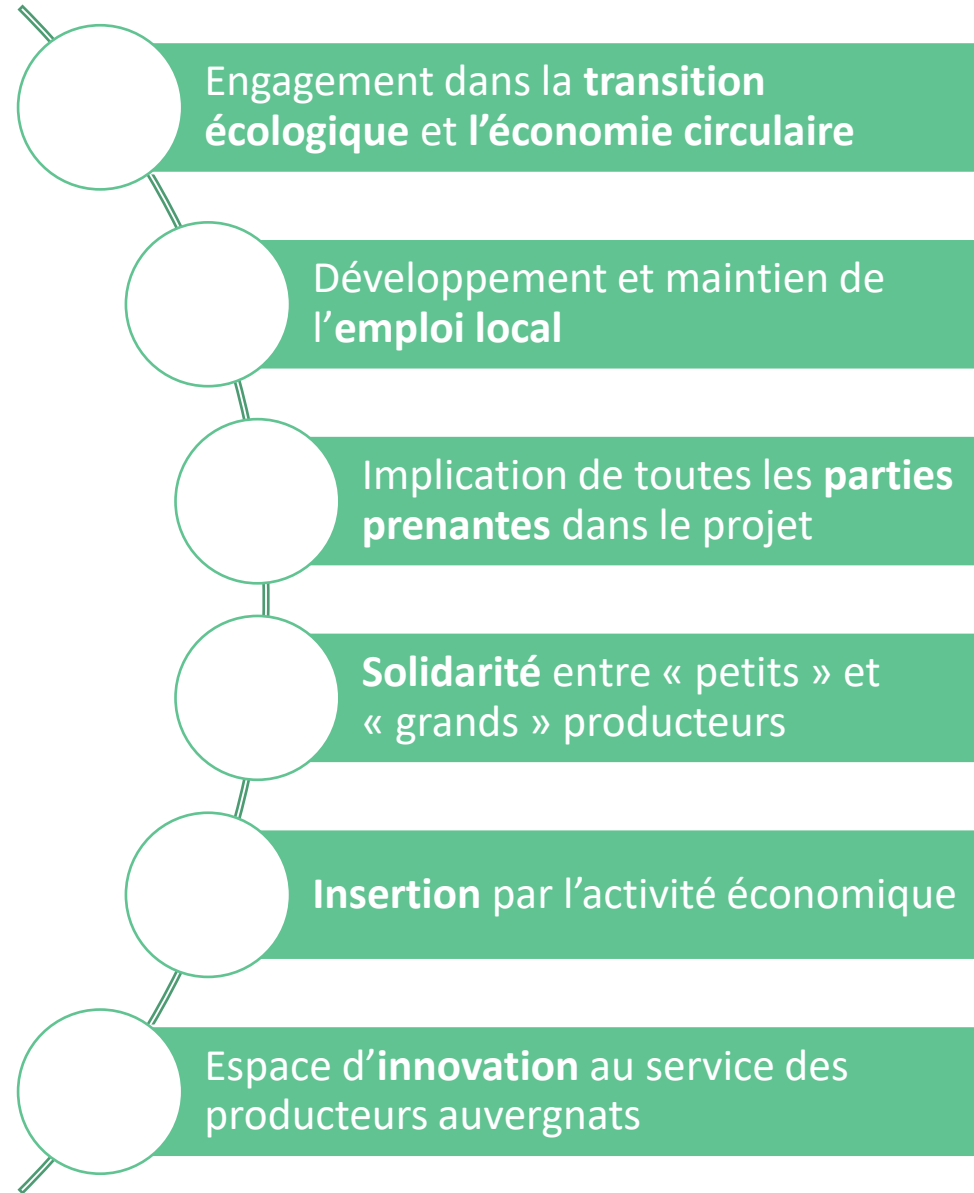 Engagement dans la transition
écologique et l’économie circulaire
Développement et maintien de
l’emploi local
Implication de toutes les parties
prenantes dans le projet
Solidarité entre « petits » et
« grands » producteurs
Insertion par l’activité économique
Espace d’innovation au service des
producteurs auvergnats